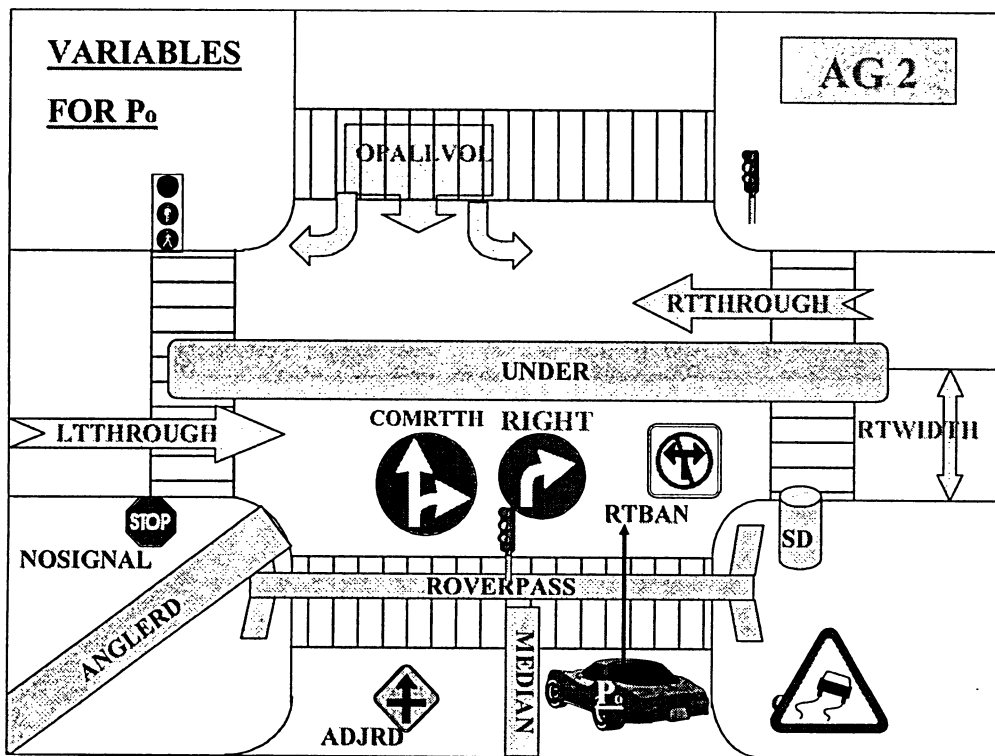 VARIABLES
FOR Po
AG 2
OPALLVOL
RTTHROUGH
UNDER
LTTHROUGH
COMRTTH
RIGHT
RTWIDTH
STOP
NOSIGNAL
RTBAN
SD
ROVERPASS
ANGLERD
MEDIAN
Po
ADJRD